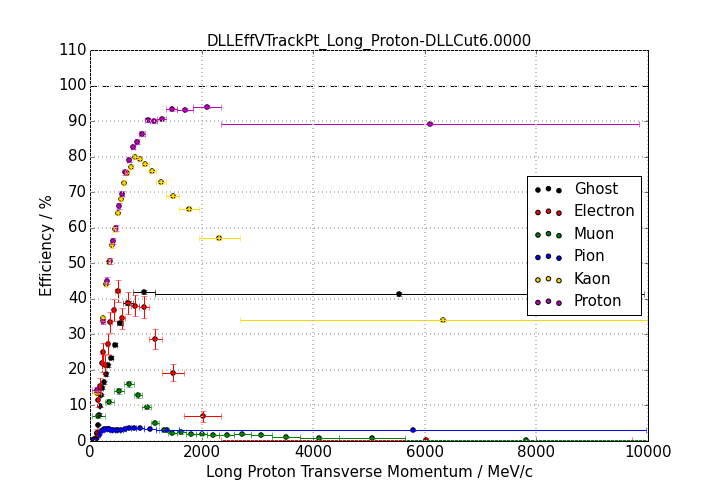 DLLEffVTrackPt_Long_Proton-DLLCut6.0000
110
100
90
80
70
60
50
40
30
20
10
0
Efficiency / %
Ghost
Electron
Muon
Pion
Kaon
Proton
0 2000 4000 6000 8000 10000
Long Proton Transverse Momentum / MeV/c